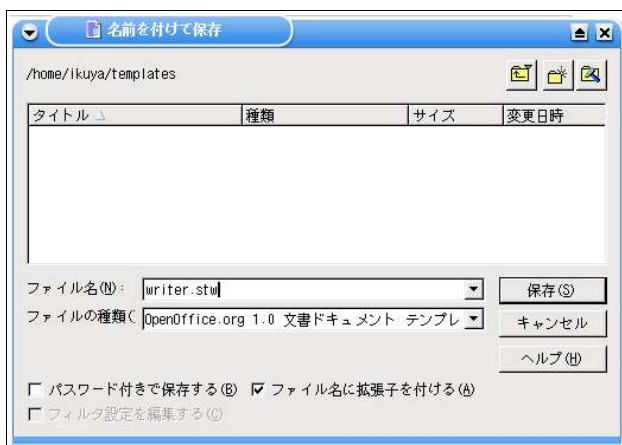 名前を付けて保存
/home/ikuya/templates
タイトル 種類 サイズ 変更日時
ファイル名(N): writer.stw 保存(S)
ファイルの種類( OpenOffice.org 1.0 文書ドキュメント テンプレ キャンセル
ヘルプ(H)
パスワード付きで保存する(B) ファイル名に拡張子を付ける(A)
フィルタ設定を編集する(C)